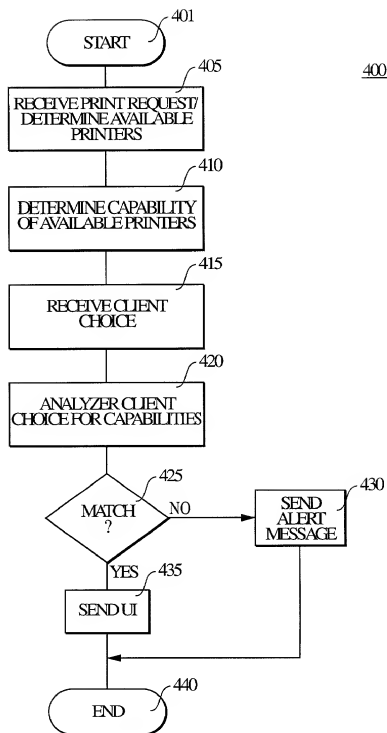 401
START
400
405
RECEIVE PRINT REQUEST/
DETERMINE AVAILABLE
PRINTERS
410
DETERMINE CAPABILITY
OF AVAILABLE PRINTERS
415
RECEIVE CLIENT
CHOICE
420
ANALYZER CLIENT
CHOICE FOR CAPABILITIES
425
MATCH
?
NO
430
SEND
ALERT
MESSAGE
YES
435
SEND UI
440
END